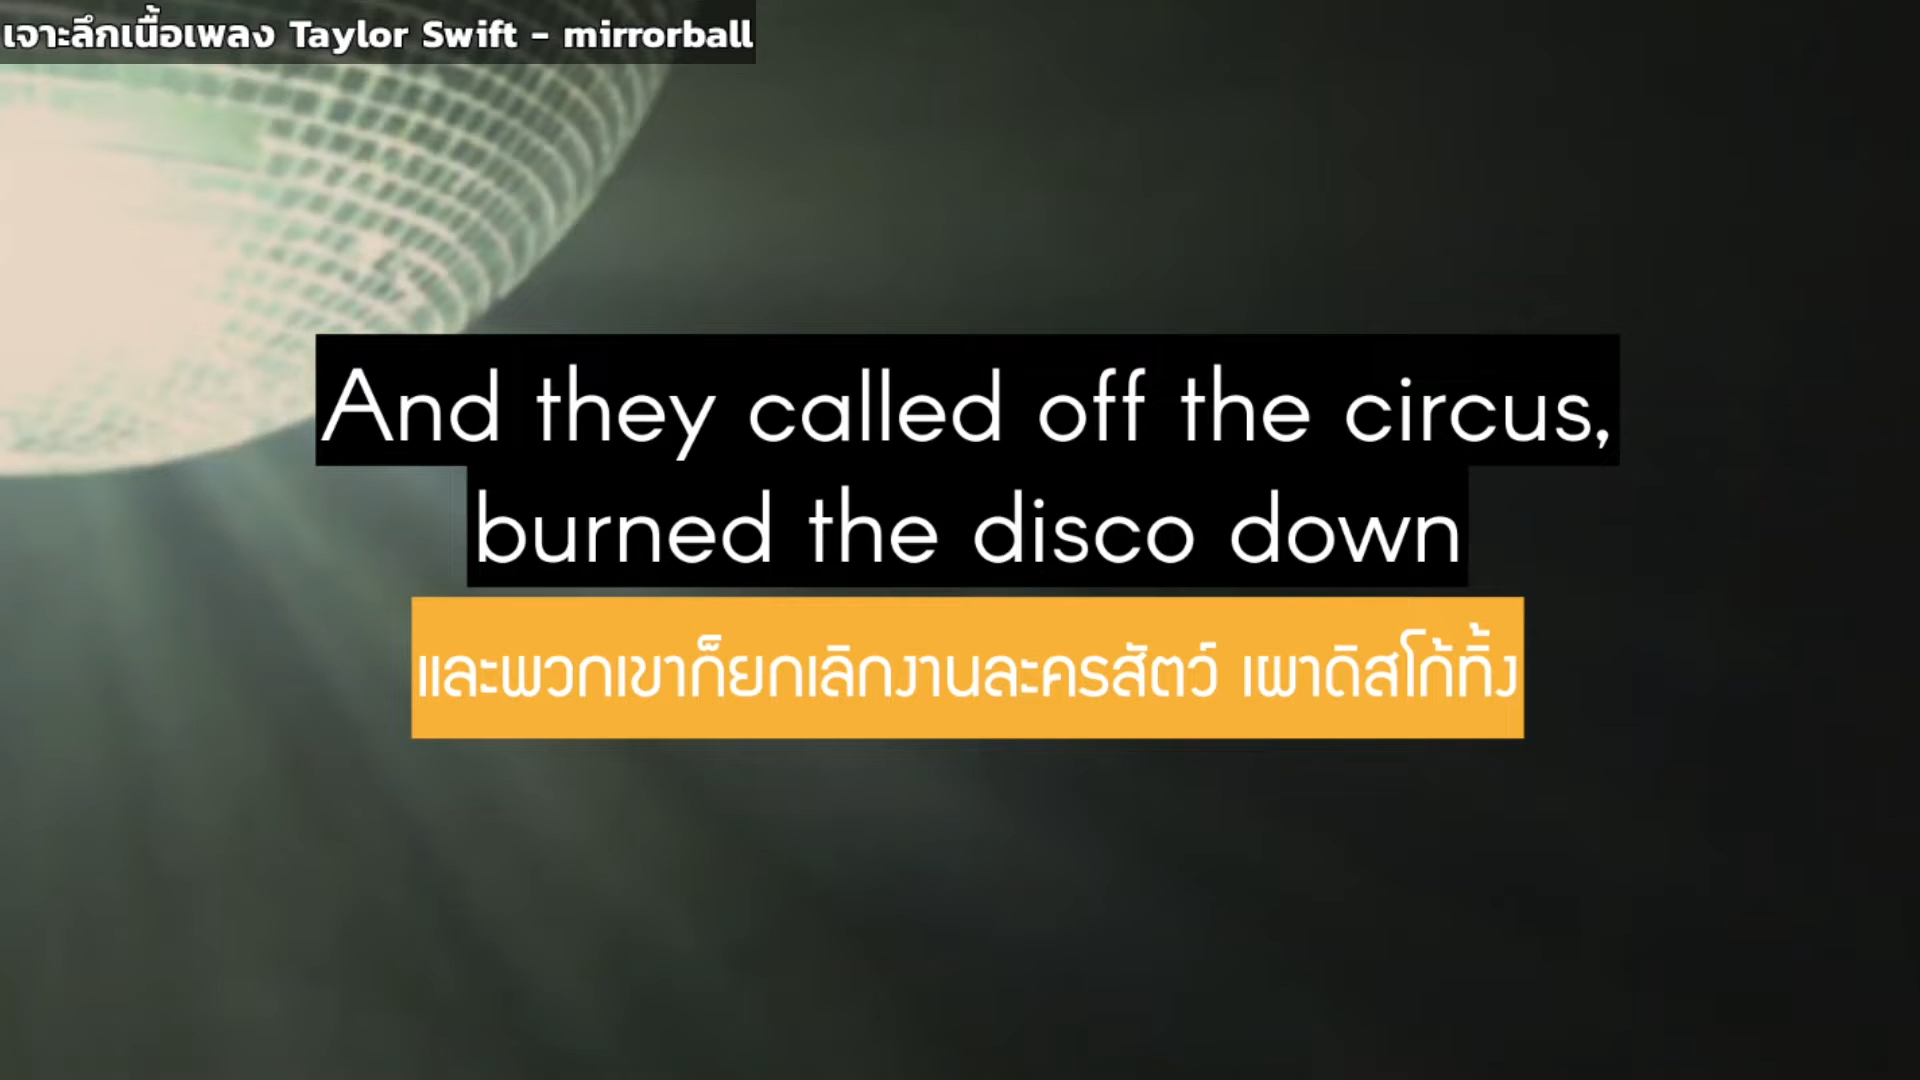 เจาะลึกเนื้อเพลง Taylor Swift - mirrorball
And they called off the circus,
burned the disco down
และพวกเขาก็ยกเลิกงานละครสัตว์ เผาดิสโก้ทิ้ง